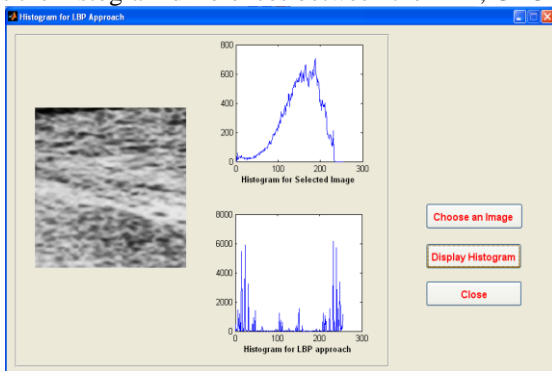 Histogram for LBP Approach
800
600
400
200
0
0 100 200 300
Histogram for Selected Image
8000
6000
4000
2000
0
0 100 200 300
Histogram for LBP approach
Choose an Image
Display Histogram
Close